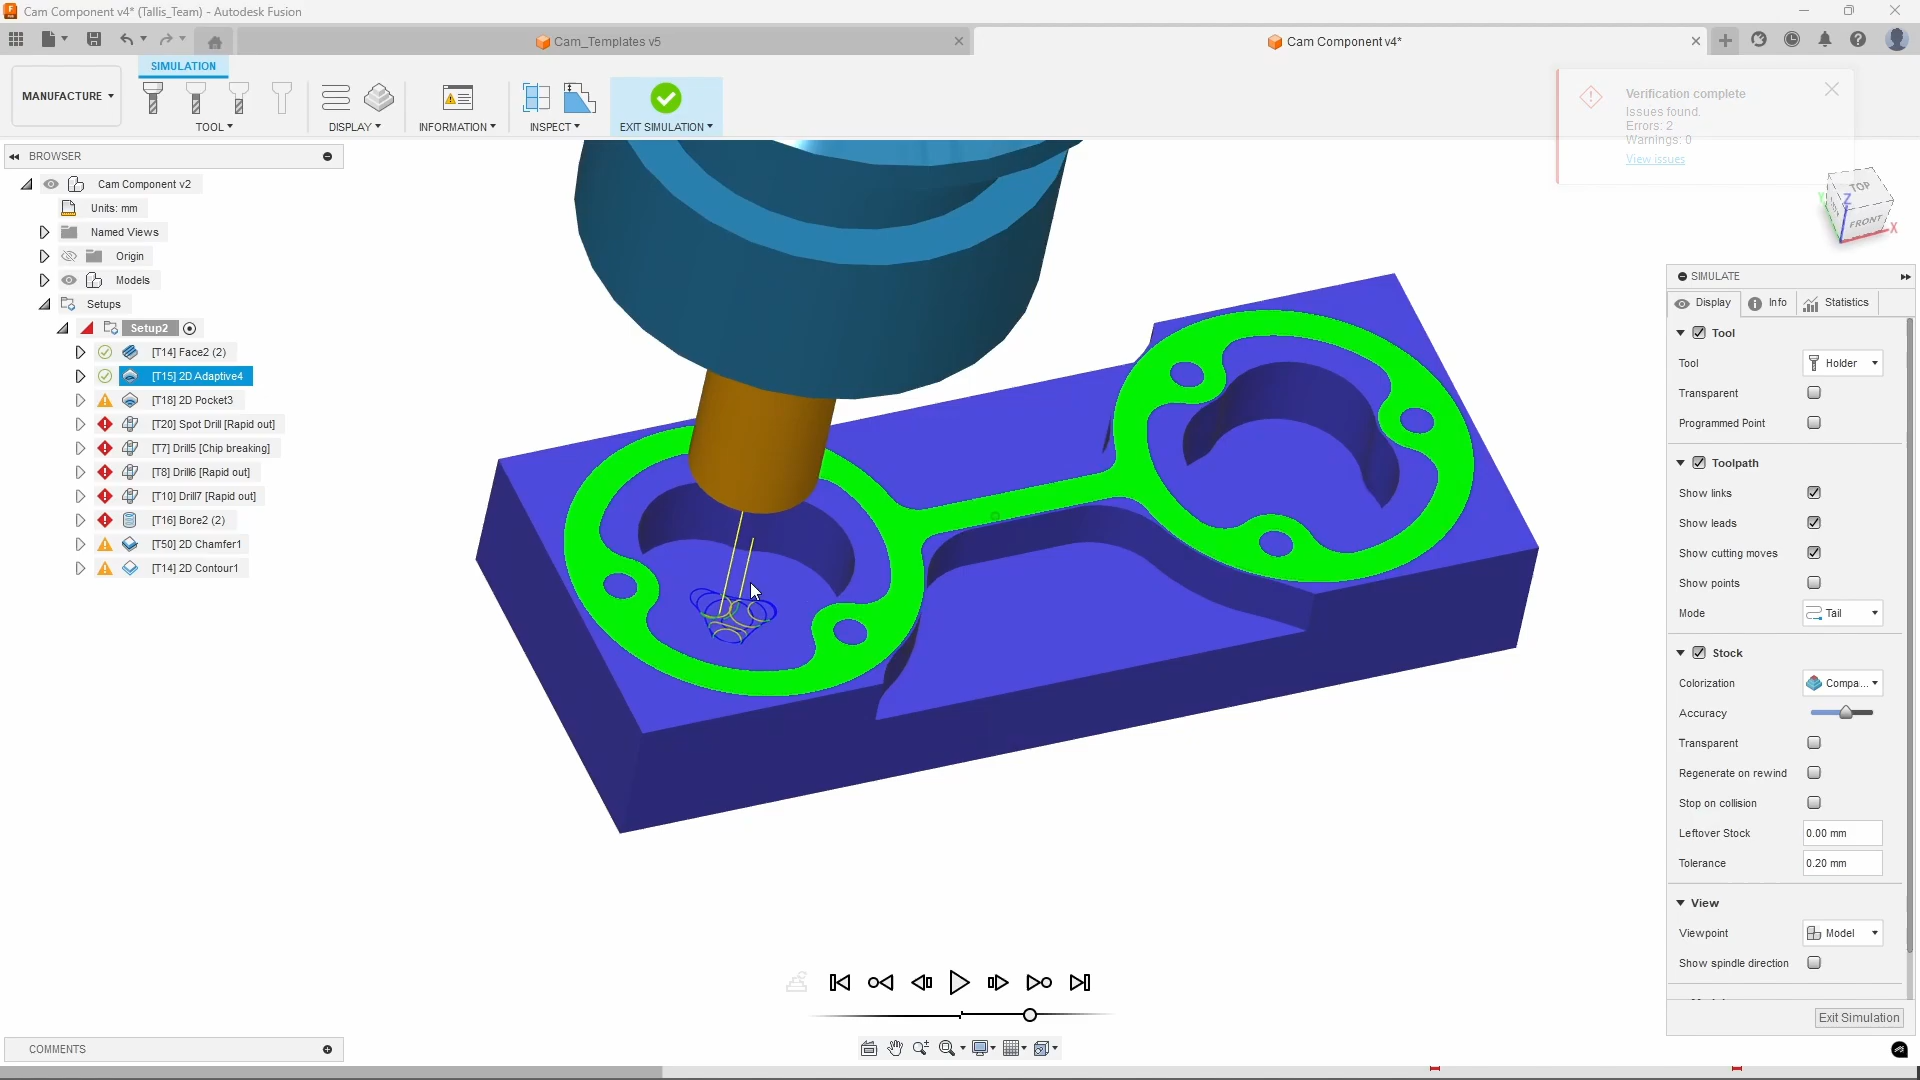 Cam Component v4* (Tallis_Team) - Autodesk Fusion
Cam_Templates v5
Cam Component v4*
SIMULATION
MANUFACTURE
TOOL
DISPLAY
INFORMATION
INSPECT
EXIT SIMULATION
Verification complete
Issues found.
Errors: 2
Warnings: 0
View issues
BROWSER
Cam Component v2
Units: mm
Named Views
Origin
Models
Setups
Setup2
[T14] Face2 (2)
[T15] 2D Adaptive4
[T18] 2D Pocket3
[T20] Spot Drill [Rapid out]
[T7] Drill5 [Chip breaking]
[T8] Drill6 [Rapid out]
[T10] Drill7 [Rapid out]
[T16] Bore2 (2)
[T50] 2D Chamfer1
[T14] 2D Contour1
TOP
FRONT
Z
Y
X
SIMULATE
Display
Info
Statistics
Tool
Tool
Holder
Transparent
Programmed Point
Toolpath
Show links
Show leads
Show cutting moves
Show points
Mode
Tail
Stock
Colorization
Compa...
Accuracy
Transparent
Regenerate on rewind
Stop on collision
Leftover Stock
0.00 mm
Tolerance
0.20 mm
View
Viewpoint
Model
Show spindle direction
Exit Simulation
COMMENTS